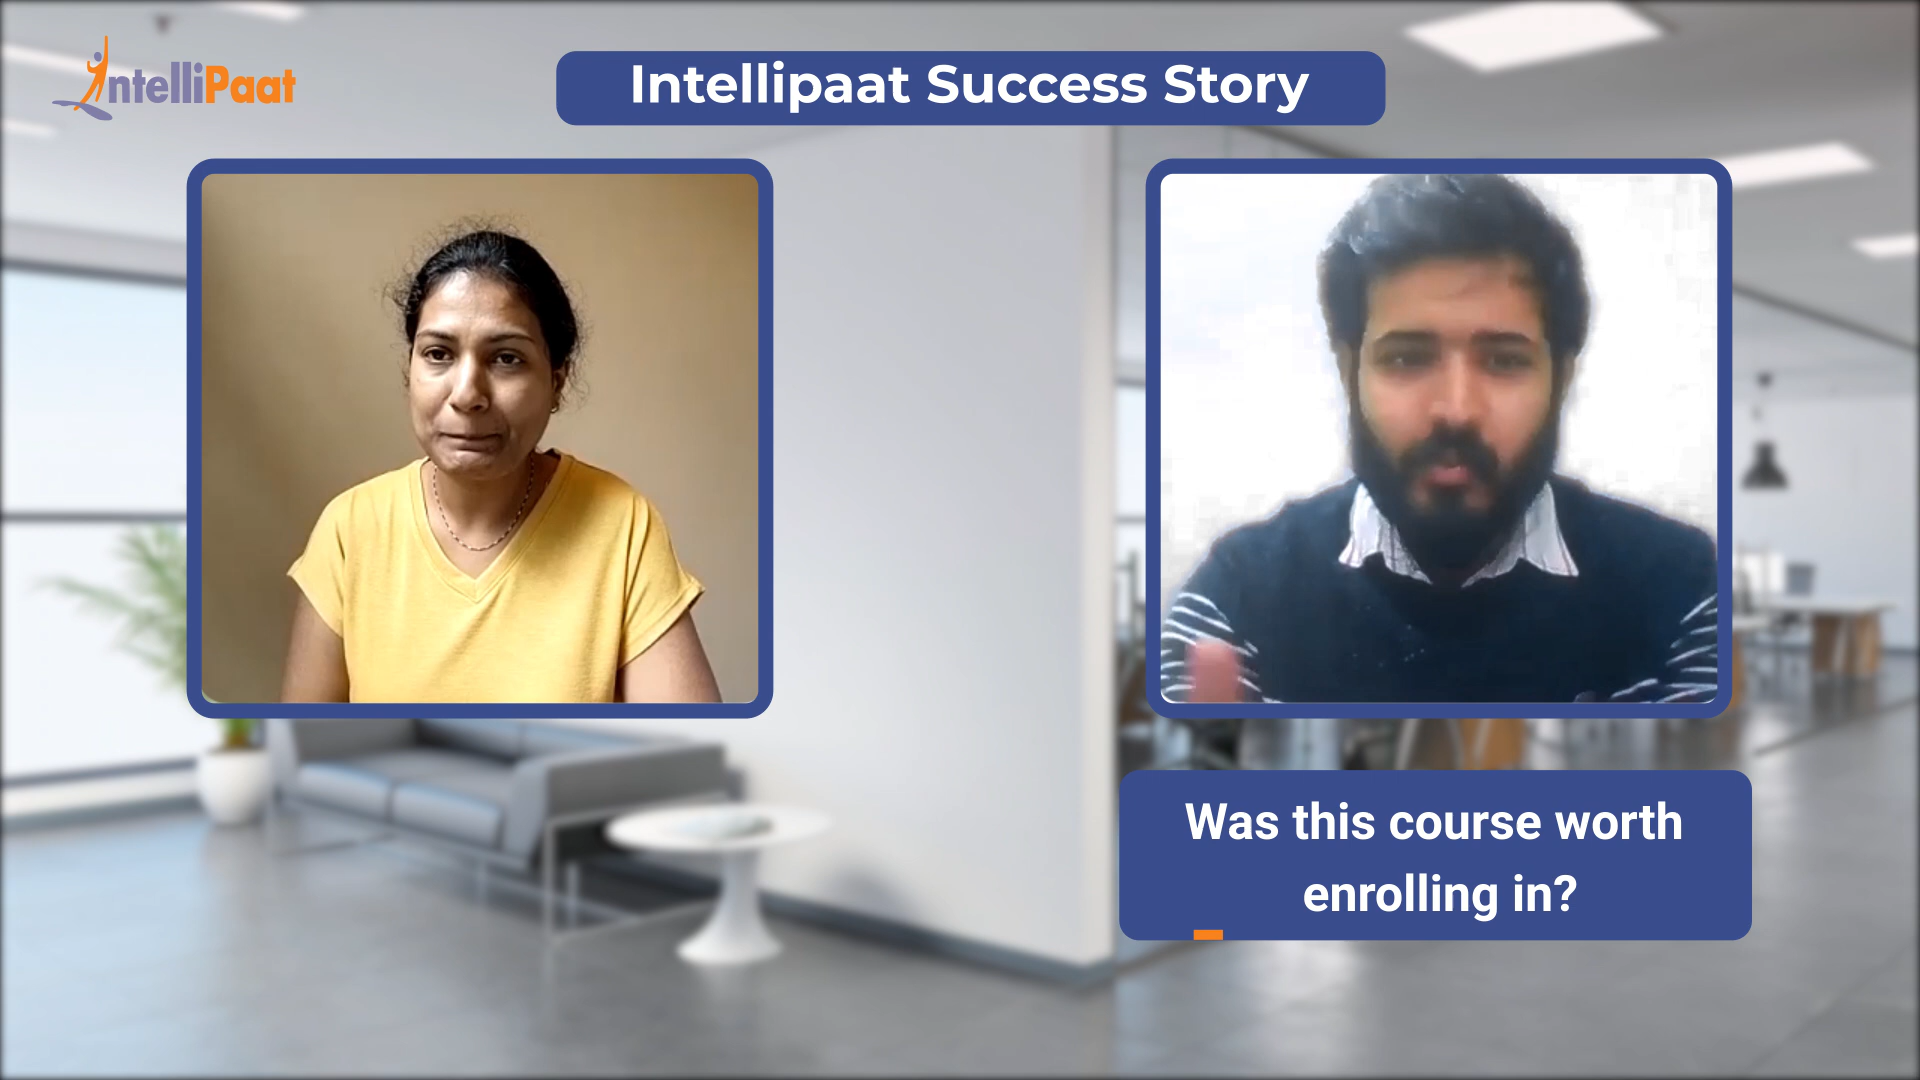 IntelliPaat
Intellipaat Success Story
Was this course worth
enrolling in?